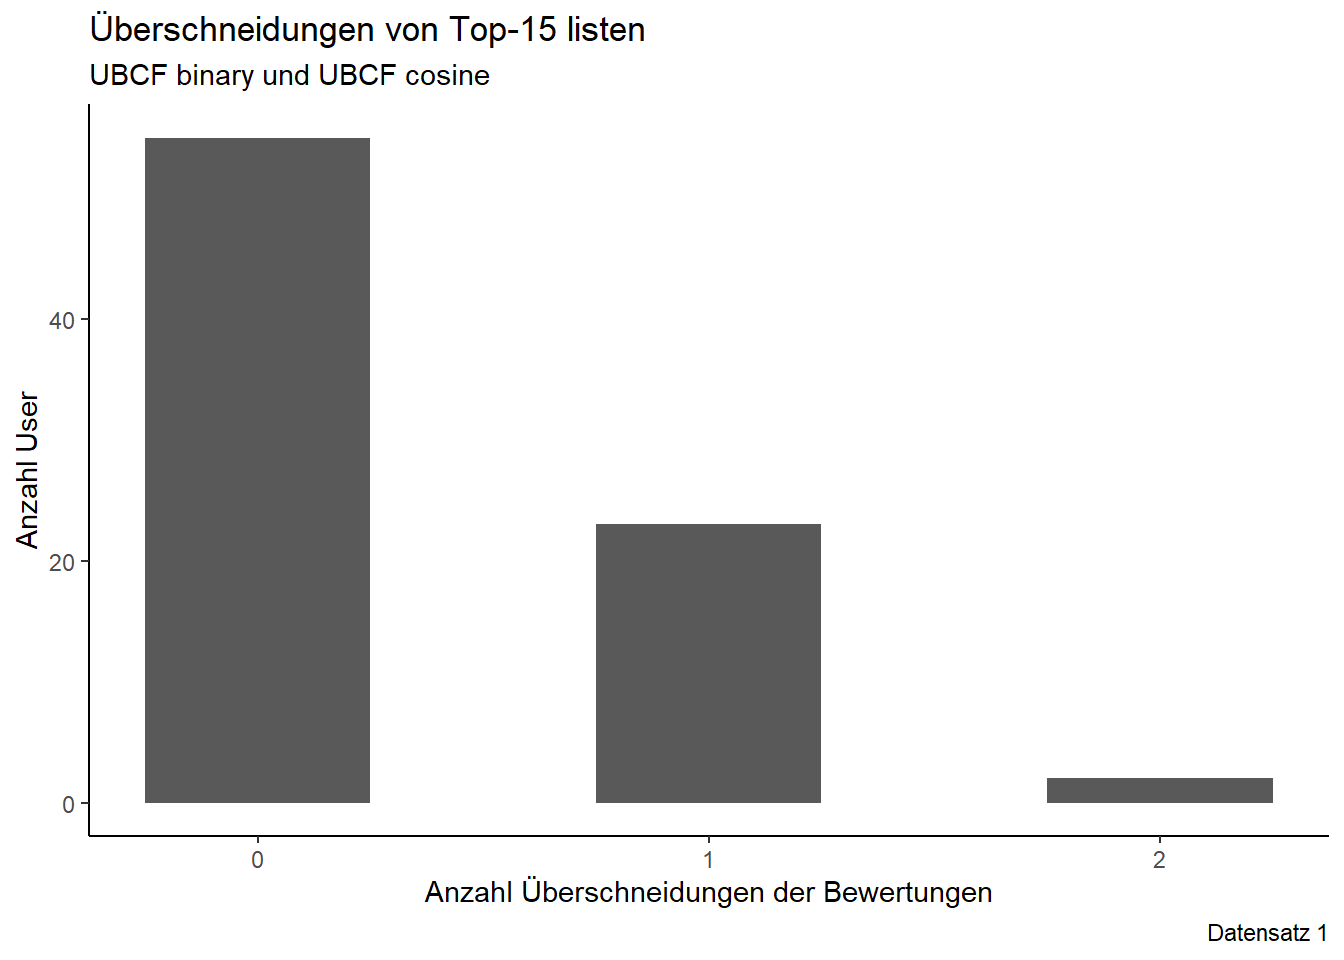 Überschneidungen von Top-15 listen
UBCF binary und UBCF cosine
Anzahl User
40
20
0
0 1 2
Anzahl Überschneidungen der Bewertungen
Datensatz 1